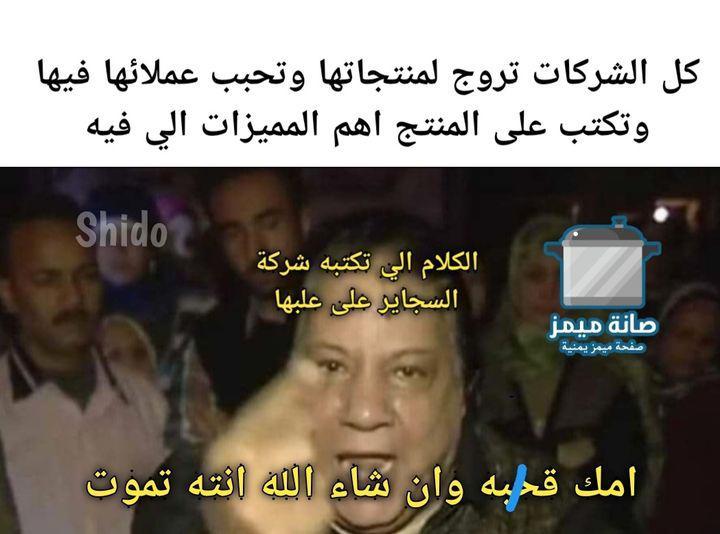 كل الشركات تروج لمنتجاتها وتحبب عملائها فيها
وتكتب على المنتج اهم المميزات الي فيه
Shido
الكلام الي تكتبه شركة
السجاير على علبها
صانة ميمز
صفحة ميمز يمنية
امك قحبه وان شاء الله انته تموت